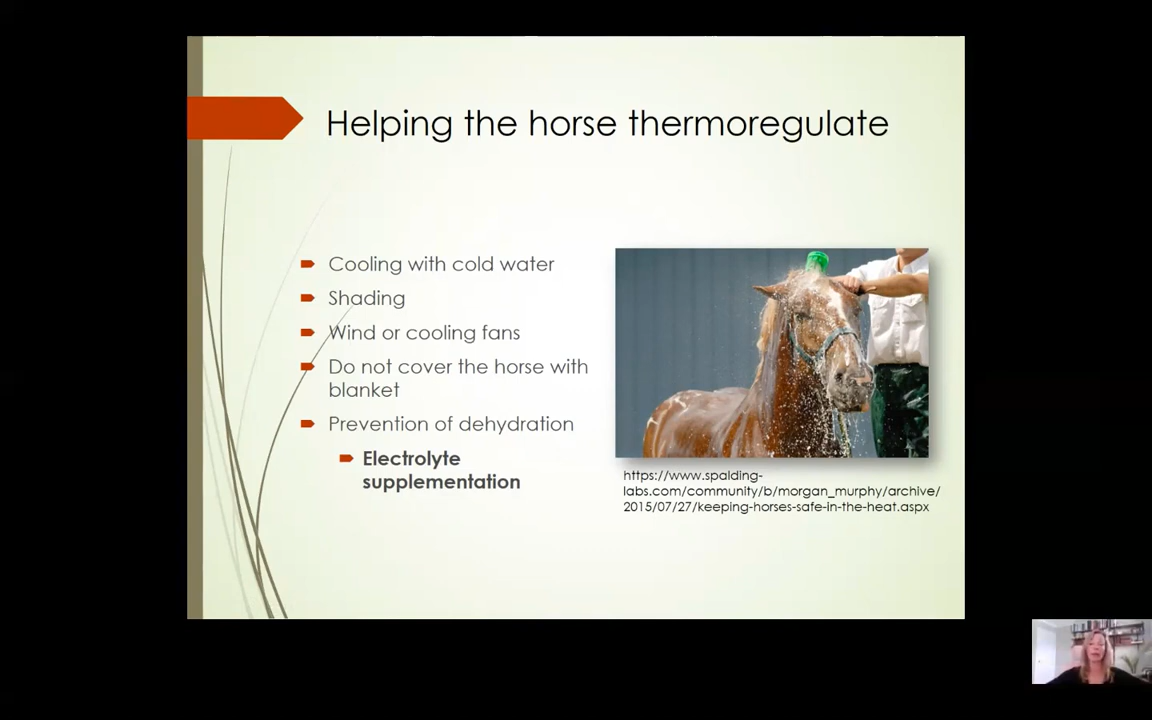 Helping the horse thermoregulate
Cooling with cold water
Shading
Wind or cooling fans
Do not cover the horse with
blanket
Prevention of dehydration
Electrolyte
supplementation
https://www.spalding-
labs.com/community/b/morgan_murphy/archive/
2015/07/27/keeping-horses-safe-in-the-heat.aspx